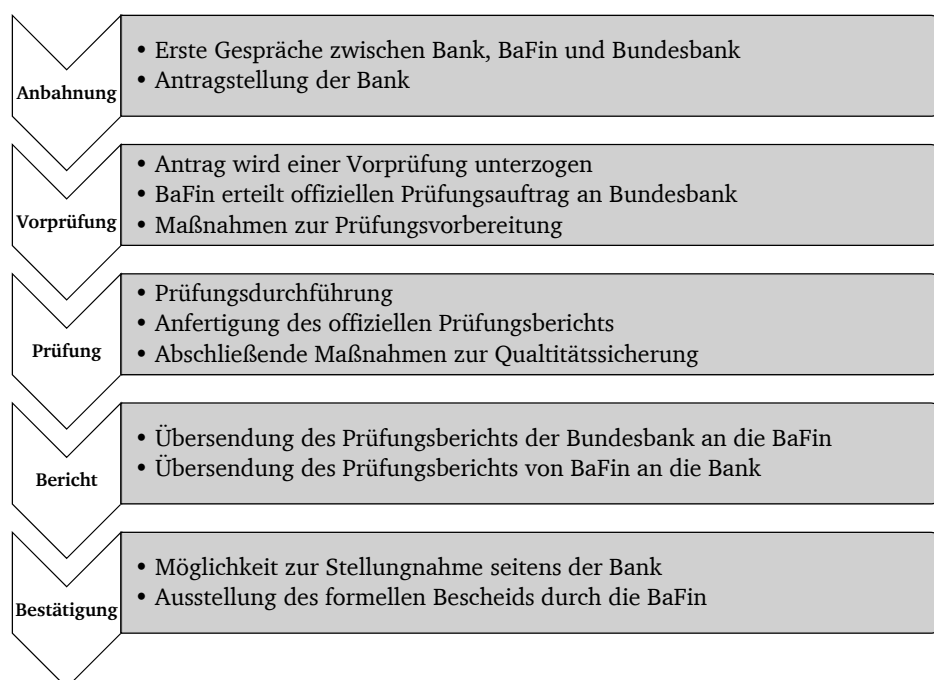 Anbahnung
• Erste Gespräche zwischen Bank, BaFin und Bundesbank
• Antragstellung der Bank
Vorprüfung
• Antrag wird einer Vorprüfung unterzogen
• BaFin erteilt offiziellen Prüfungsauftrag an Bundesbank
• Maßnahmen zur Prüfungsvorbereitung
Prüfung
• Prüfungsdurchführung
• Anfertigung des offiziellen Prüfungsberichts
• Abschließende Maßnahmen zur Qualtitätssicherung
Bericht
• Übersendung des Prüfungsberichts der Bundesbank an die BaFin
• Übersendung des Prüfungsberichts von BaFin an die Bank
Bestätigung
• Möglichkeit zur Stellungnahme seitens der Bank
• Ausstellung des formellen Bescheids durch die BaFin